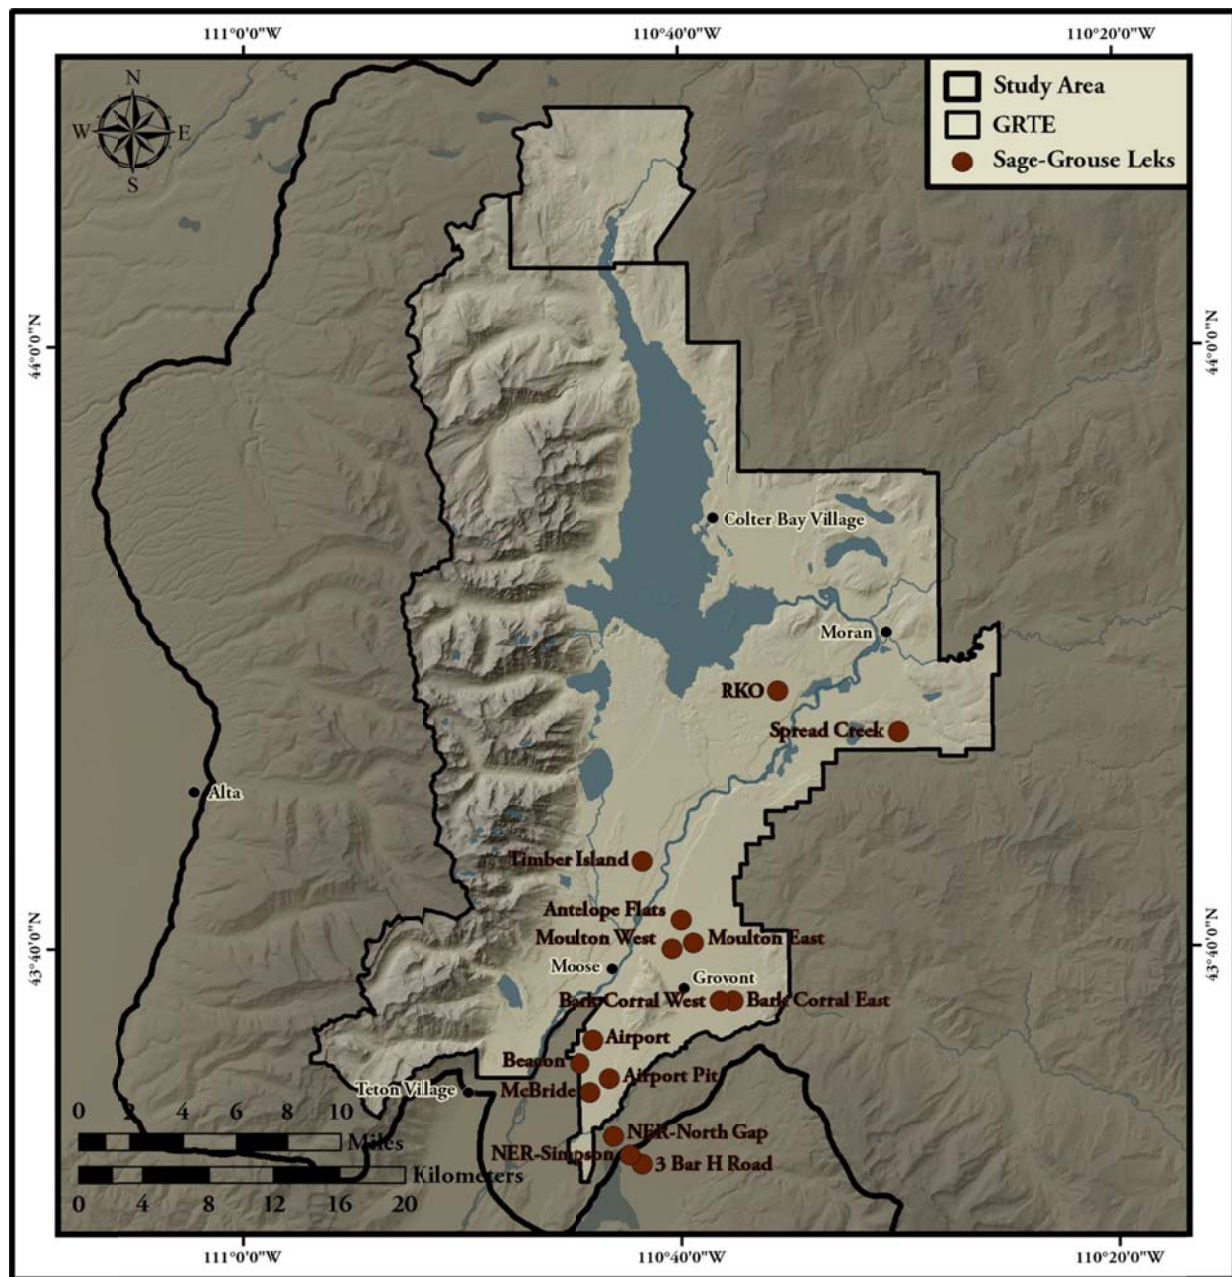 111°0'0"W
110°40'0"W
110°20'0"W
N
W
E
S
Study Area
GRTE
Sage-Grouse Leks
44°0'0"N
44°0'0"N
Colter Bay Village
Moran
RKO
Spread Creek
Alta
Timber Island
Antelope Flats
Moulton West
Moulton East
43°40'0"N
43°40'0"N
Moose
Grovont
Bark Corral West
Bark Corral East
Airport
Beacon
Airport Pit
McBride
Teton Village
0 2 4 6 8 10
Miles
NER-North Gap
NER-Simpson
3 Bar H Road
Kilometers
0 4 8 12 16 20
111°0'0"W
110°40'0"W
110°20'0"W